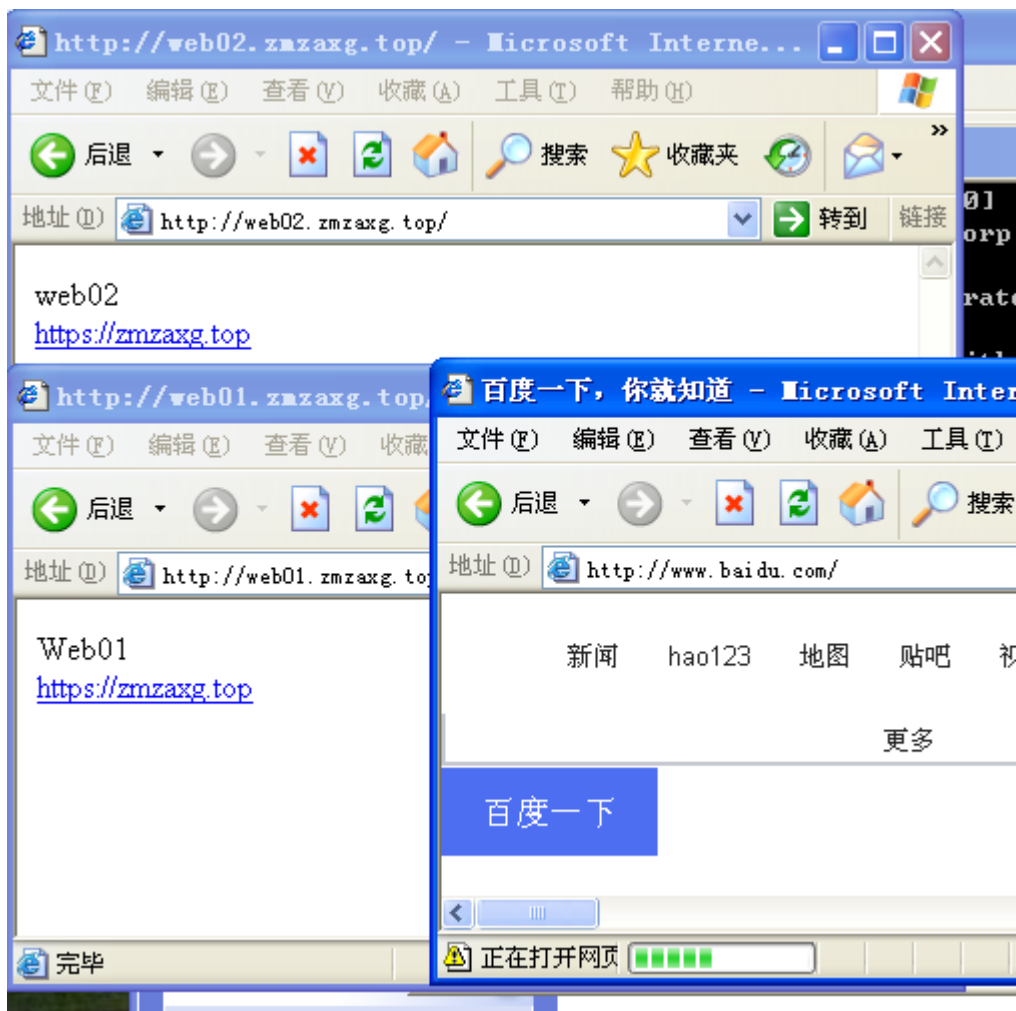 http://web02.zmzaxg.top/ - Microsoft Interne...
文件(F) 编辑(E) 查看(V) 收藏(A) 工具(T) 帮助(H)
后退 搜索 收藏夹 »
地址(D) http://web02.zmzaxg.top/ 转到 链接
0]
orp
web02
https://zmzaxg.top
http://web01.zmzaxg.top
文件(F) 编辑(E) 查看(V) 收藏
后退
地址(D) http://web01.zmzaxg.to
Web01
https://zmzaxg.top
完毕
百度一下，你就知道 - Microsoft Inter
文件(F) 编辑(E) 查看(V) 收藏(A) 工具(T)
后退 搜索
地址(D) http://www.baidu.com/
新闻 hao123 地图 贴吧
更多
百度一下
正在打开网页